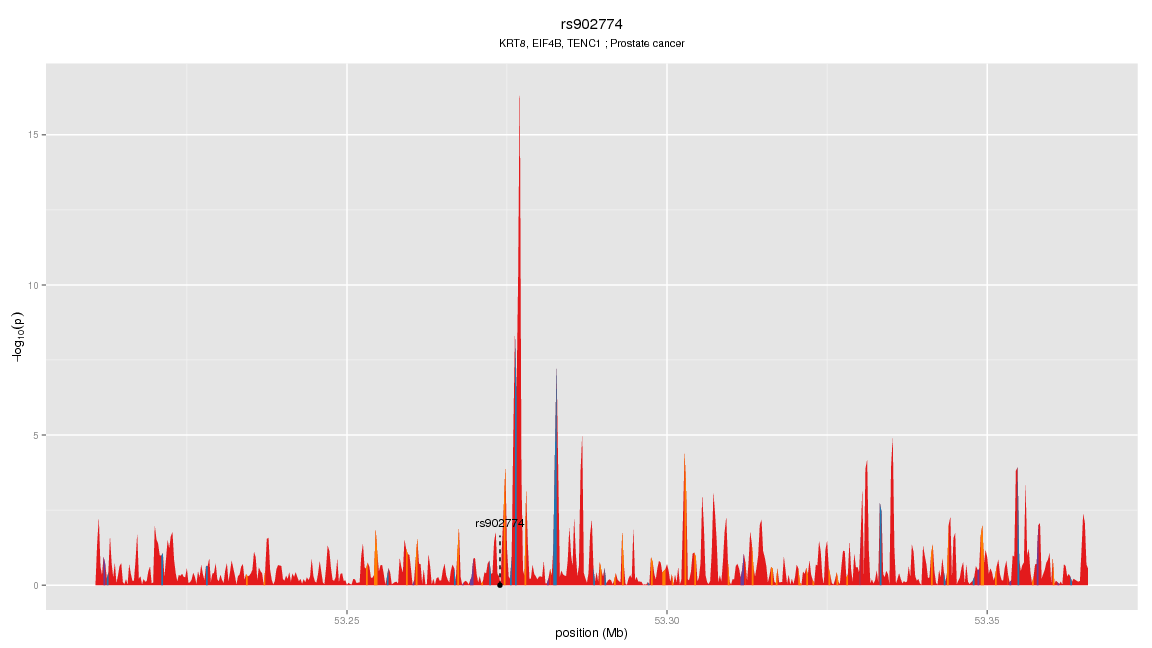 rs902774
KRT8, EIF4B, TENC1 ; Prostate cancer
15
10
5
0
−log10(p)
rs902774
53.25
53.30
53.35
position (Mb)